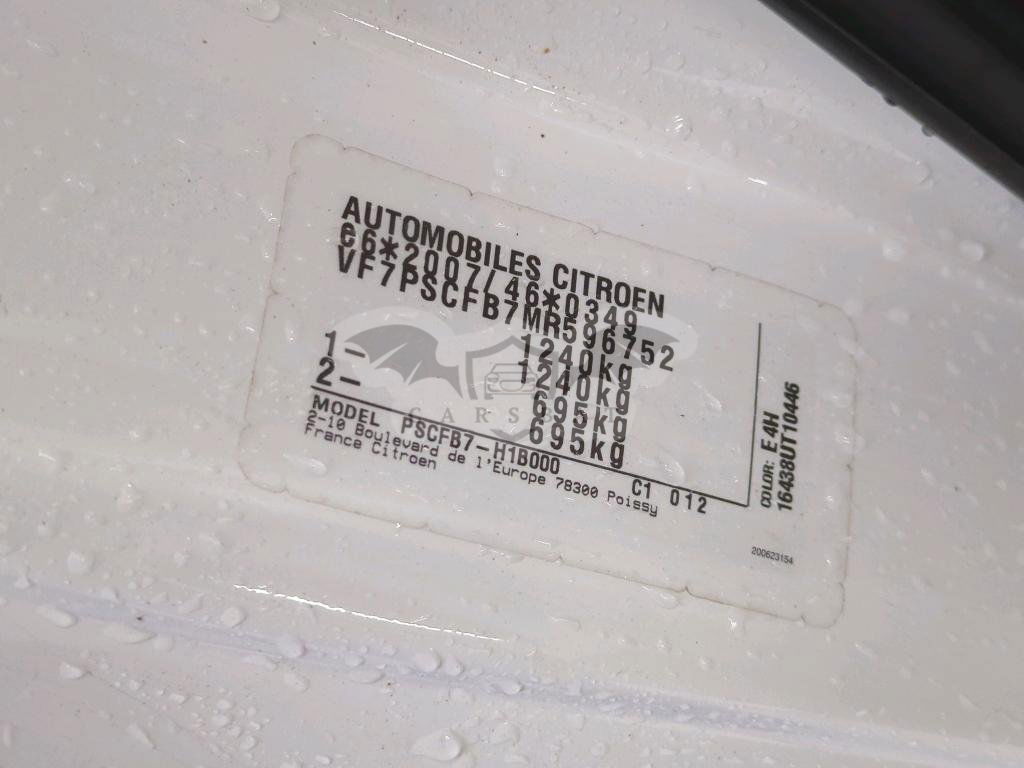 AUTOMOBILES CITROEN
e6*2007/46*0349
VF7PSCFB7MR596752
1240kg
1240kg
1- 695kg
2- 695kg
MODEL PSCFB7-H1B000 C1 012
2-10 Boulevard de l'Europe 78300 Poissy
France Citroen
COLOR: E4H
16438UT10446
200623154
CARSBAT